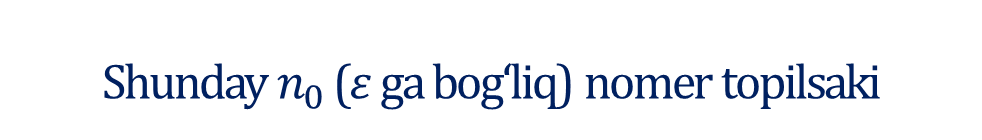 Shunday n₀ (ε ga bog‘liq) nomer topilsaki